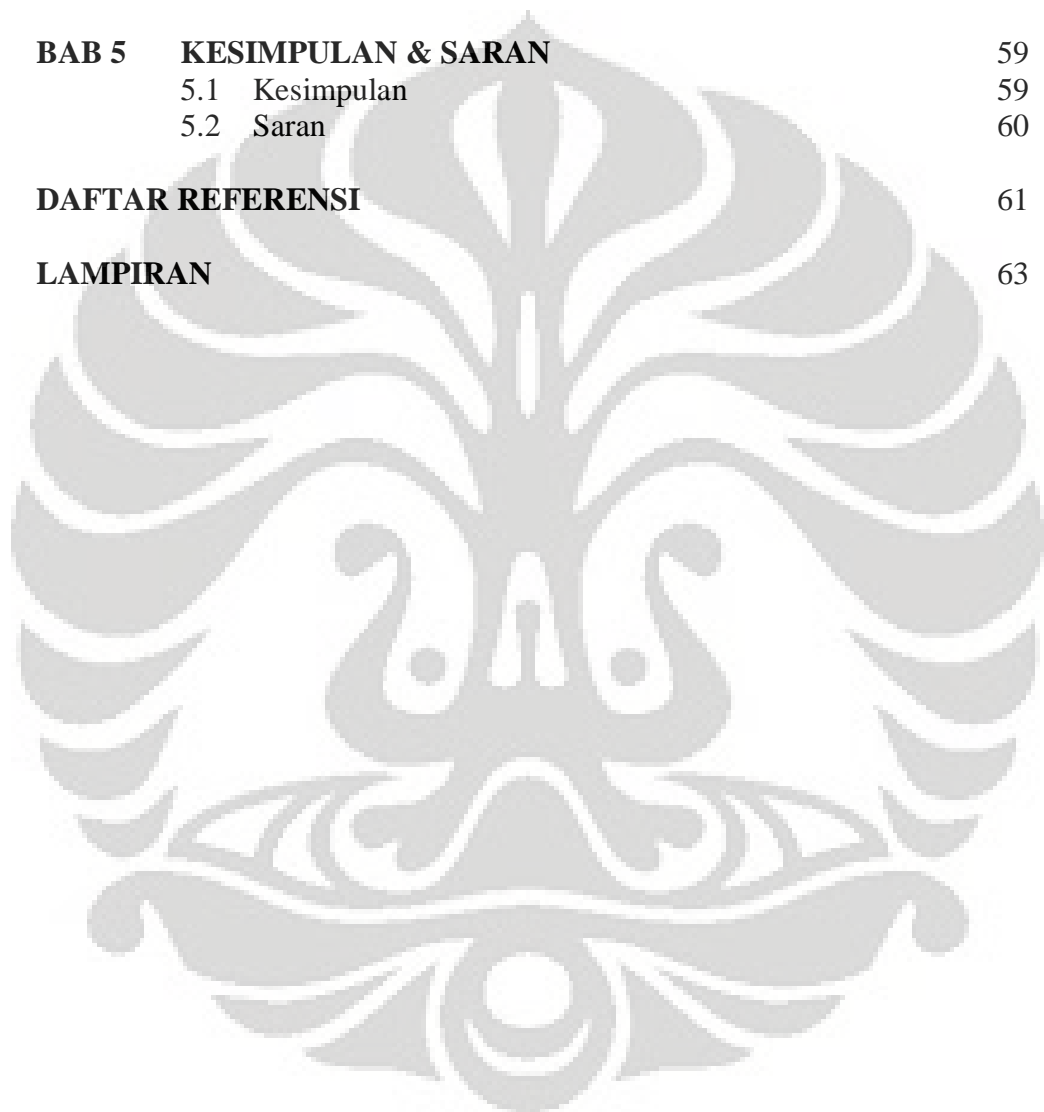 BAB 5 KESIMPULAN & SARAN 59
5.1 Kesimpulan 59
5.2 Saran 60
DAFTAR REFERENSI 61
LAMPIRAN 63